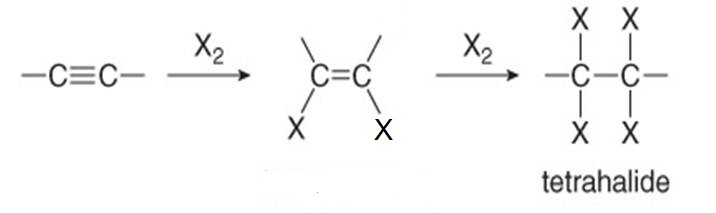 X X
X₂ X₂
–C≡C– C=C –C–C–
X X X X
tetrahalide